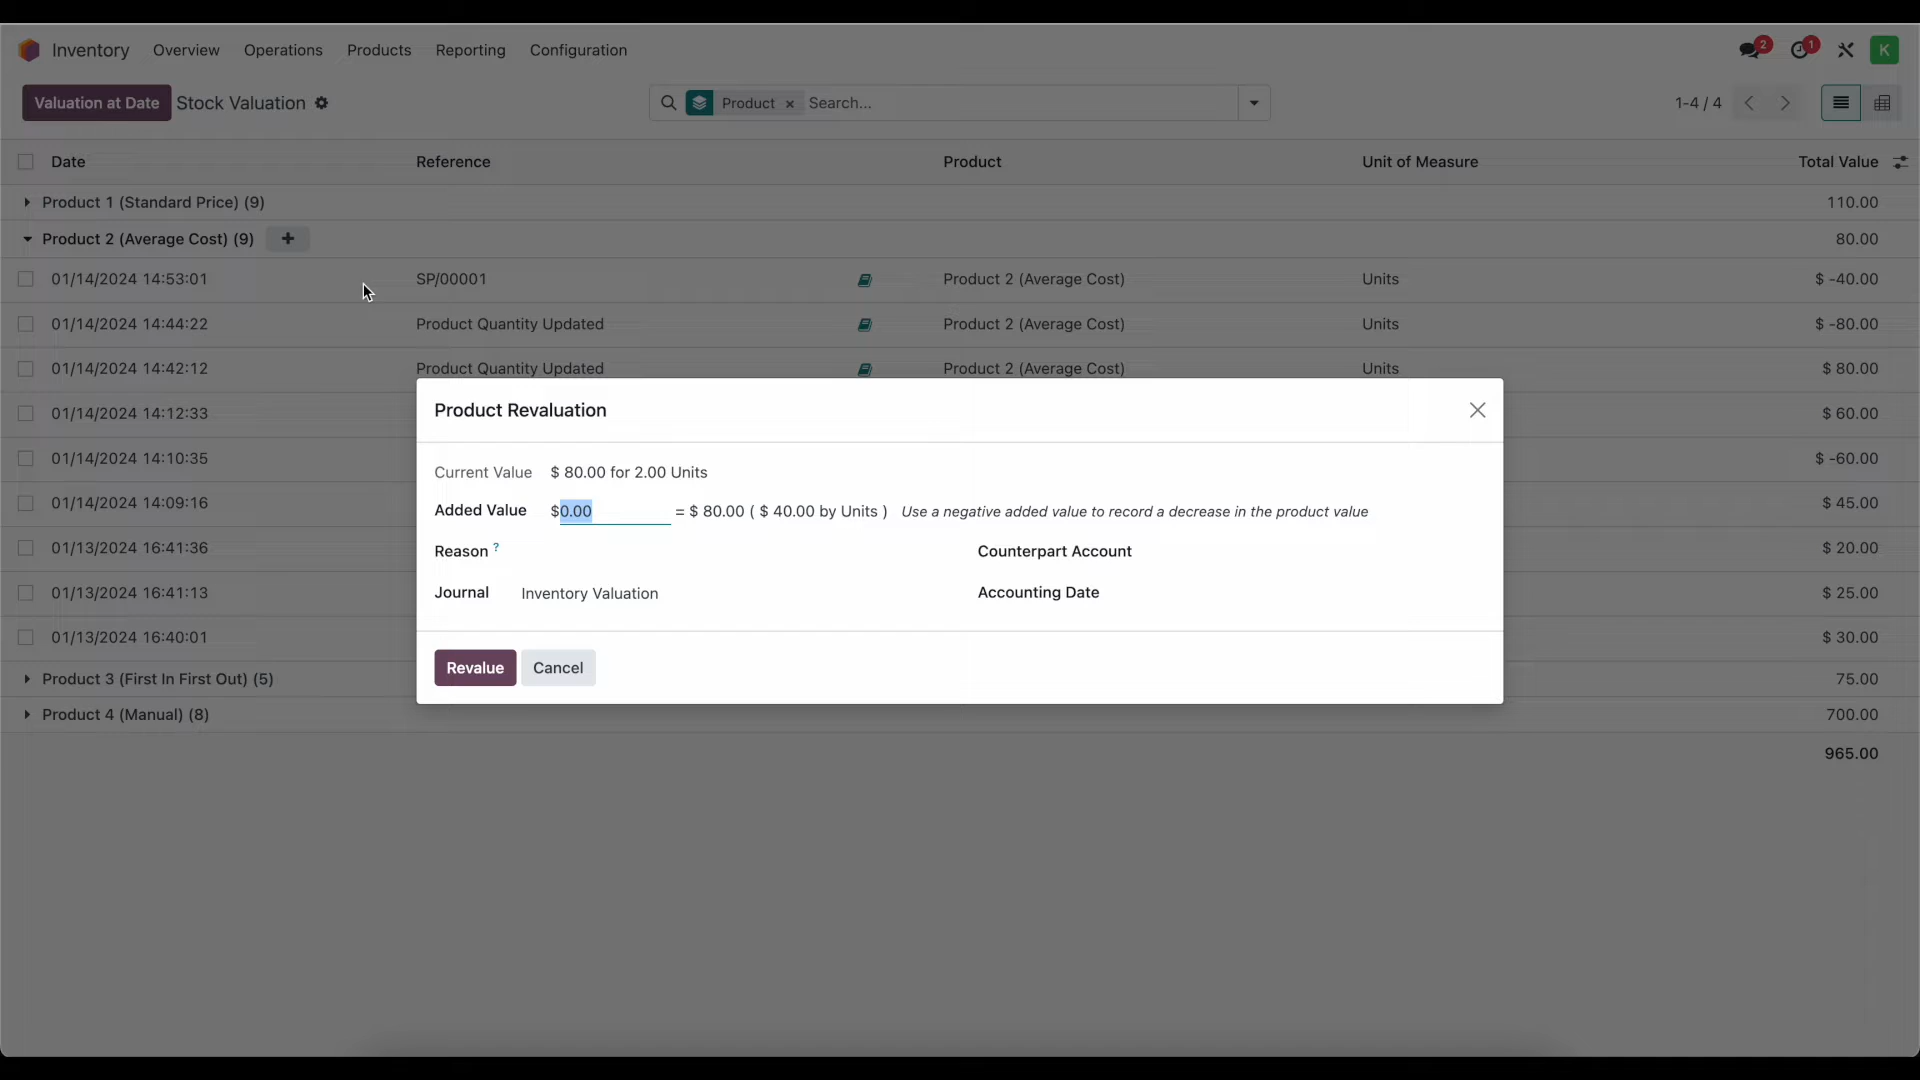 Inventory Overview Operations Products Reporting Configuration 2 1 K
Valuation at Date Stock Valuation Product × Search... 1-4 / 4
Date Reference Product Unit of Measure Total Value
Product 1 (Standard Price) (9) 110.00
Product 2 (Average Cost) (9) + 80.00
01/14/2024 14:53:01 SP/00001 Product 2 (Average Cost) Units $ -40.00
01/14/2024 14:44:22 Product Quantity Updated Product 2 (Average Cost) Units $ -80.00
01/14/2024 14:42:12 Product Quantity Updated Product 2 (Average Cost) Units $ 80.00
01/14/2024 14:12:33 $ 60.00
01/14/2024 14:10:35 $ -60.00
01/14/2024 14:09:16 $ 45.00
01/13/2024 16:41:36 $ 20.00
01/13/2024 16:41:13 $ 25.00
01/13/2024 16:40:01 $ 30.00
Product 3 (First In First Out) (5) 75.00
Product 4 (Manual) (8) 700.00
965.00
Product Revaluation
Current Value $ 80.00 for 2.00 Units
Added Value $0.00 = $ 80.00 ( $ 40.00 by Units ) Use a negative added value to record a decrease in the product value
Reason ? Counterpart Account
Journal Inventory Valuation Accounting Date
Revalue Cancel